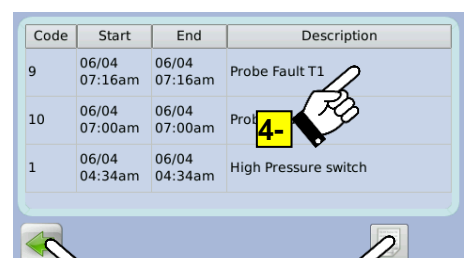 Code Start End Description
9 06/04 07:16am 06/04 07:16am Probe Fault T1
10 06/04 07:00am 06/04 07:00am
4-
1 06/04 04:34am 06/04 04:34am High Pressure switch